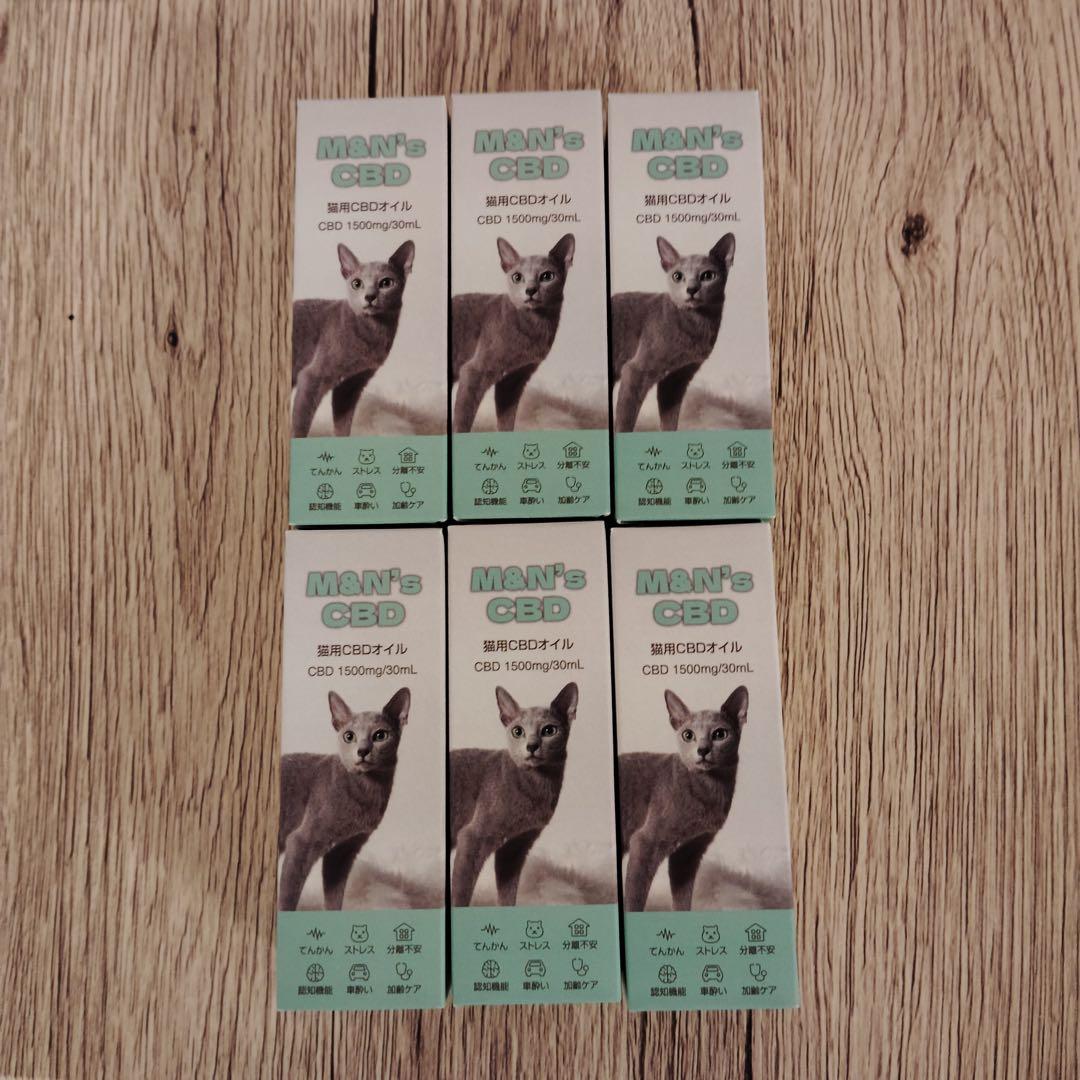 M&N's
CBD
猫用CBDオイル
CBD 1500mg/30mL
てんかん ストレス 分離不安
認知機能 車酔い 加齢ケア
M&N's
CBD
猫用CBDオイル
CBD 1500mg/30mL
てんかん ストレス 分離不安
認知機能 車酔い 加齢ケア
M&N's
CBD
猫用CBDオイル
CBD 1500mg/30mL
てんかん ストレス 分離不安
認知機能 車酔い 加齢ケア
M&N's
CBD
猫用CBDオイル
CBD 1500mg/30mL
てんかん ストレス 分離不安
認知機能 車酔い 加齢ケア
M&N's
CBD
猫用CBDオイル
CBD 1500mg/30mL
てんかん ストレス 分離不安
認知機能 車酔い 加齢ケア
M&N's
CBD
猫用CBDオイル
CBD 1500mg/30mL
てんかん ストレス 分離不安
認知機能 車酔い 加齢ケア